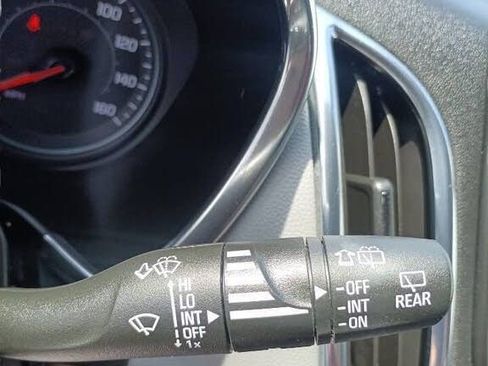 100
120
140
160
HI
LO
INT
OFF
1x
OFF
INT
ON
REAR